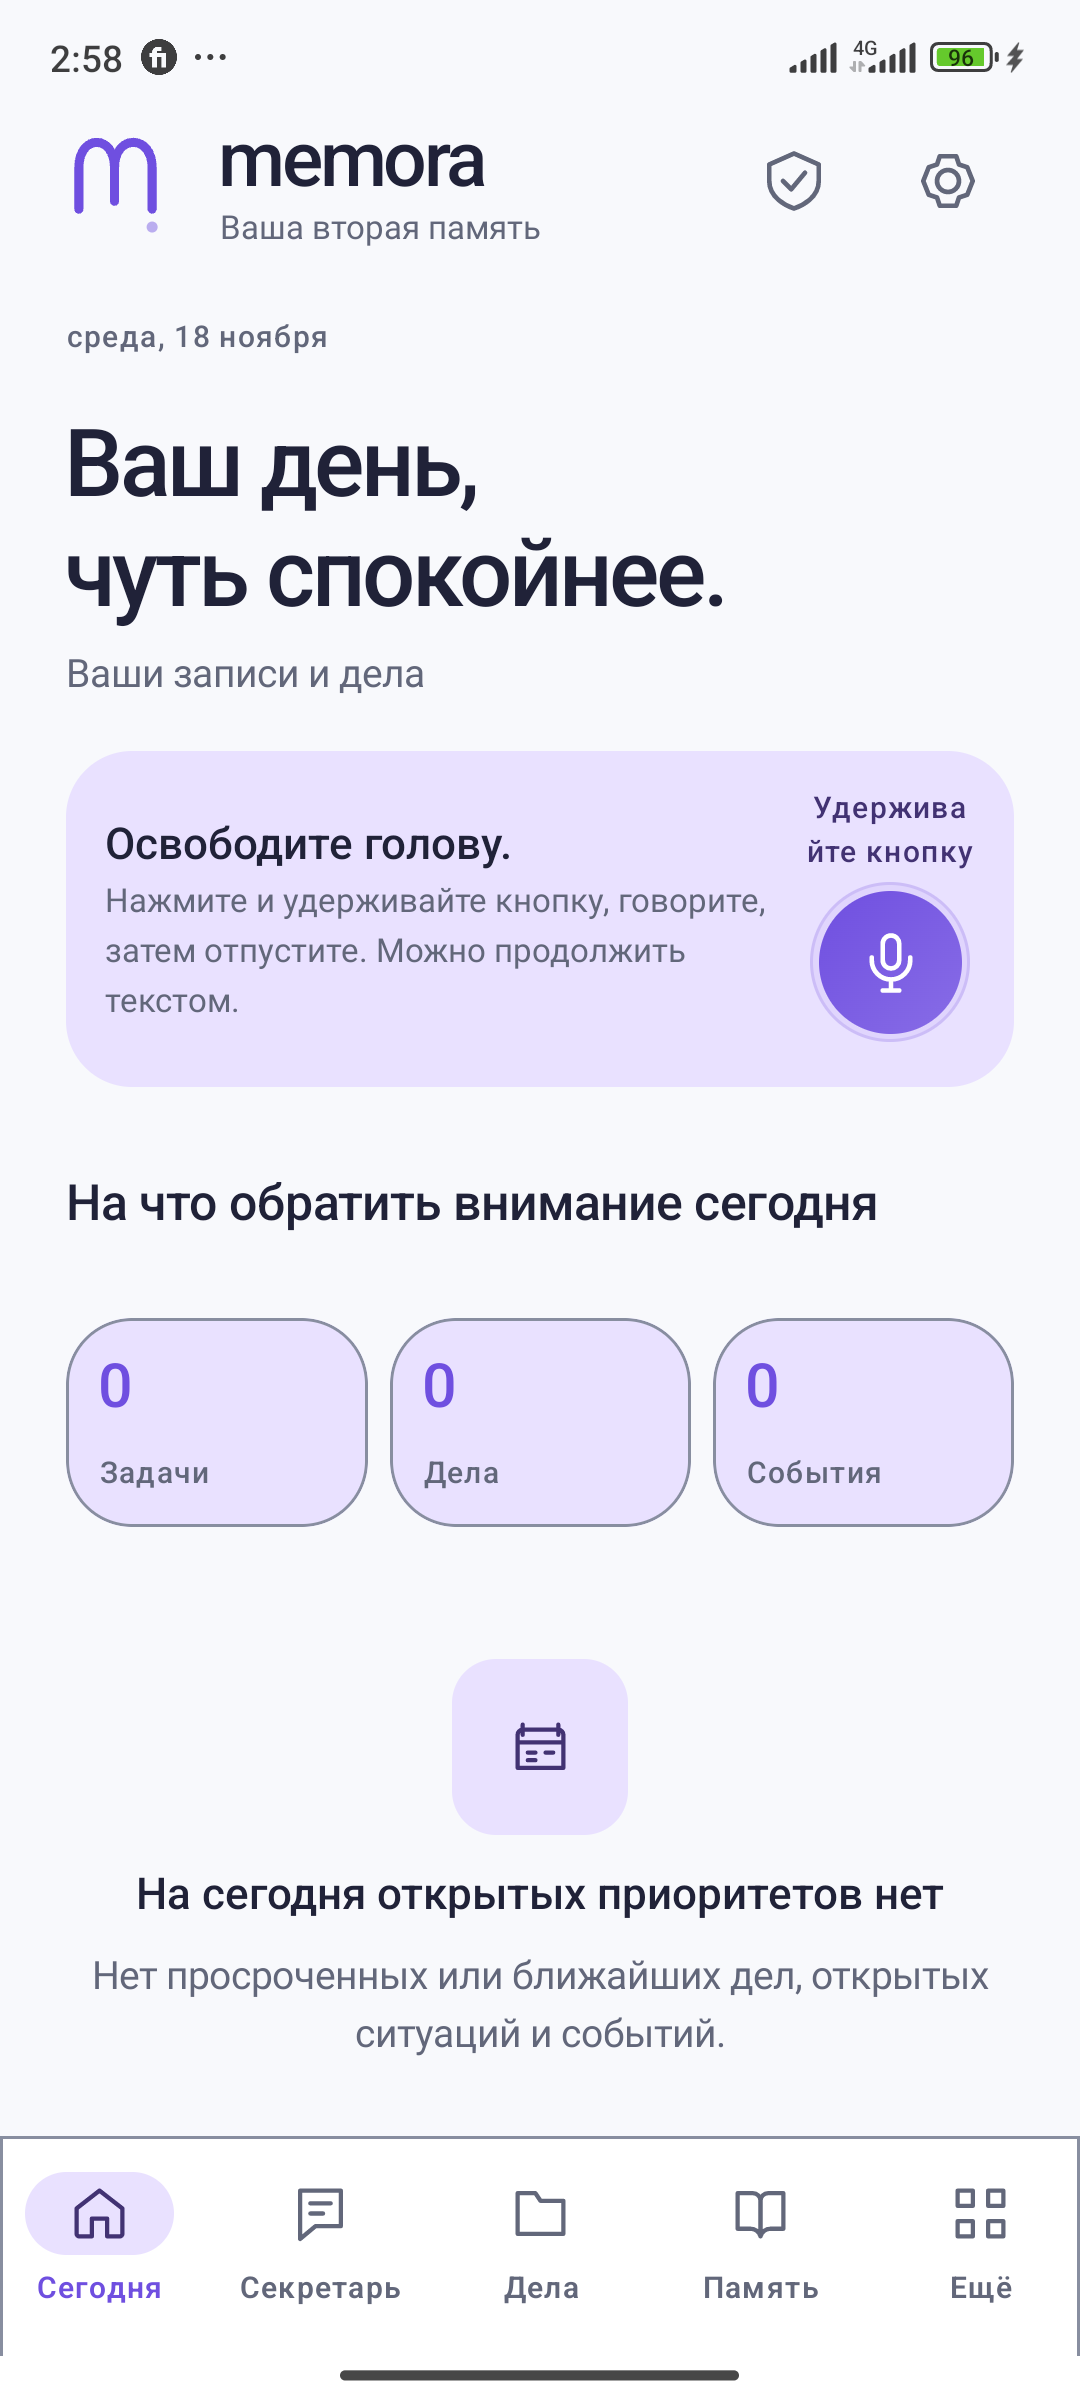 2:58
fi
4G
96
memora
Ваша вторая память
среда, 18 ноября
Ваш день,
чуть спокойнее.
Ваши записи и дела
Освободите голову.
Нажмите и удерживайте кнопку, говорите,
затем отпустите. Можно продолжить
текстом.
Удержива
йте кнопку
На что обратить внимание сегодня
0
Задачи
0
Дела
0
События
На сегодня открытых приоритетов нет
Нет просроченных или ближайших дел, открытых
ситуаций и событий.
Сегодня
Секретарь
Дела
Память
Ещё